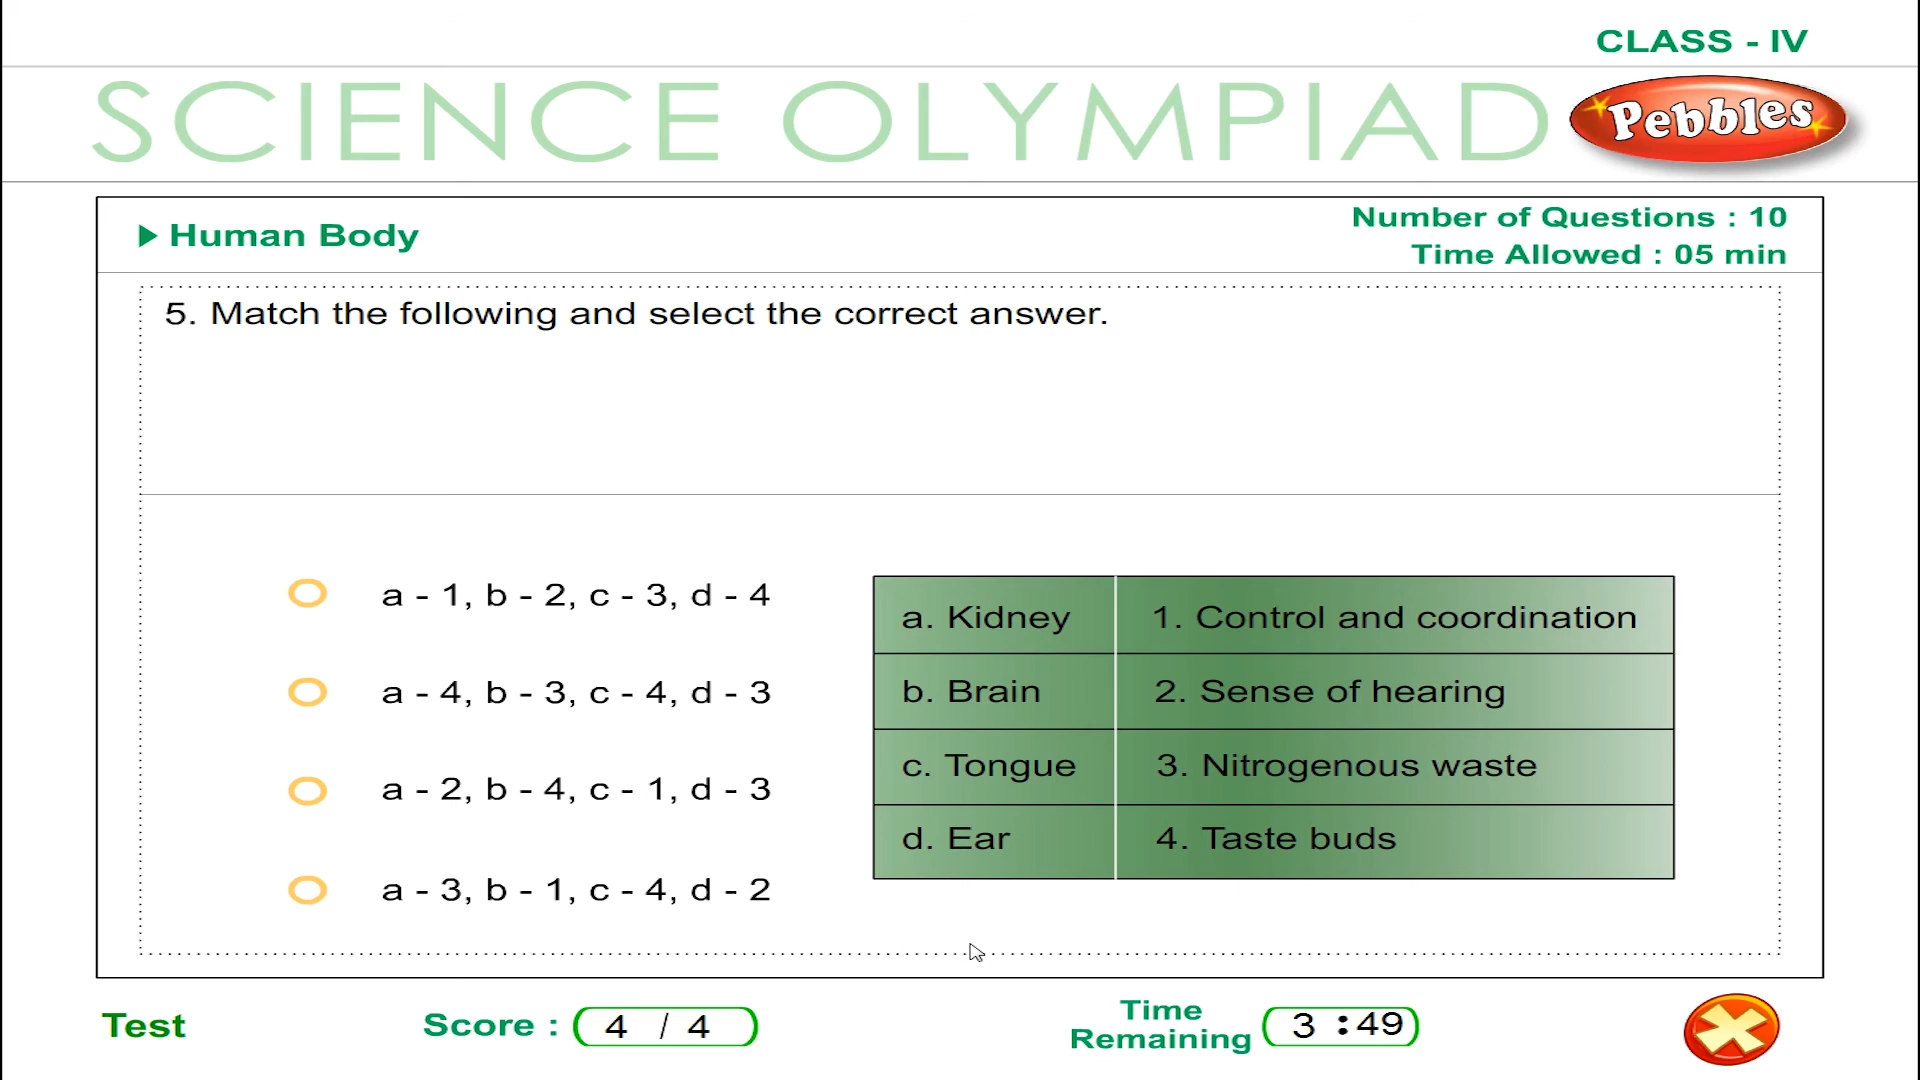 CLASS - IV
SCIENCE OLYMPIAD
Pebbles
Human Body
Number of Questions : 10
Time Allowed : 05 min
5. Match the following and select the correct answer.
a - 1, b - 2, c - 3, d - 4
a - 4, b - 3, c - 4, d - 3
a - 2, b - 4, c - 1, d - 3
a - 3, b - 1, c - 4, d - 2
a. Kidney 1. Control and coordination
b. Brain 2. Sense of hearing
c. Tongue 3. Nitrogenous waste
d. Ear 4. Taste buds
Test
Score : 4 / 4
Time
Remaining 3 :49